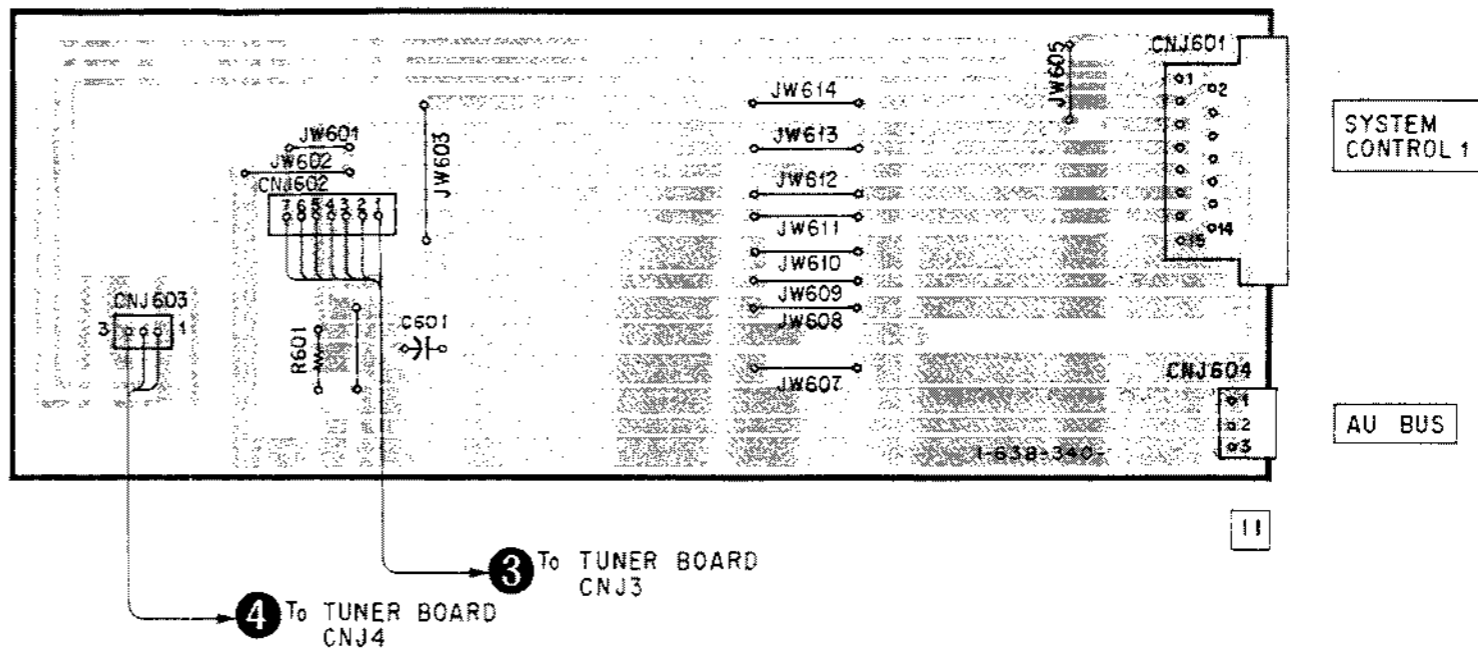 CNJ601
JW605
1
2
JW614
JW613
SYSTEM
CONTROL 1
JW601
JW602
JW603
CNJ602
7 6 5 4 3 2 1
JW612
JW611
14
15
JW610
JW609
JW608
CNJ603
3
1
R601
C601
JW607
CNJ604
1
2
3
AU BUS
1-638-340-
11
3 To TUNER BOARD
CNJ3
4 To TUNER BOARD
CNJ4